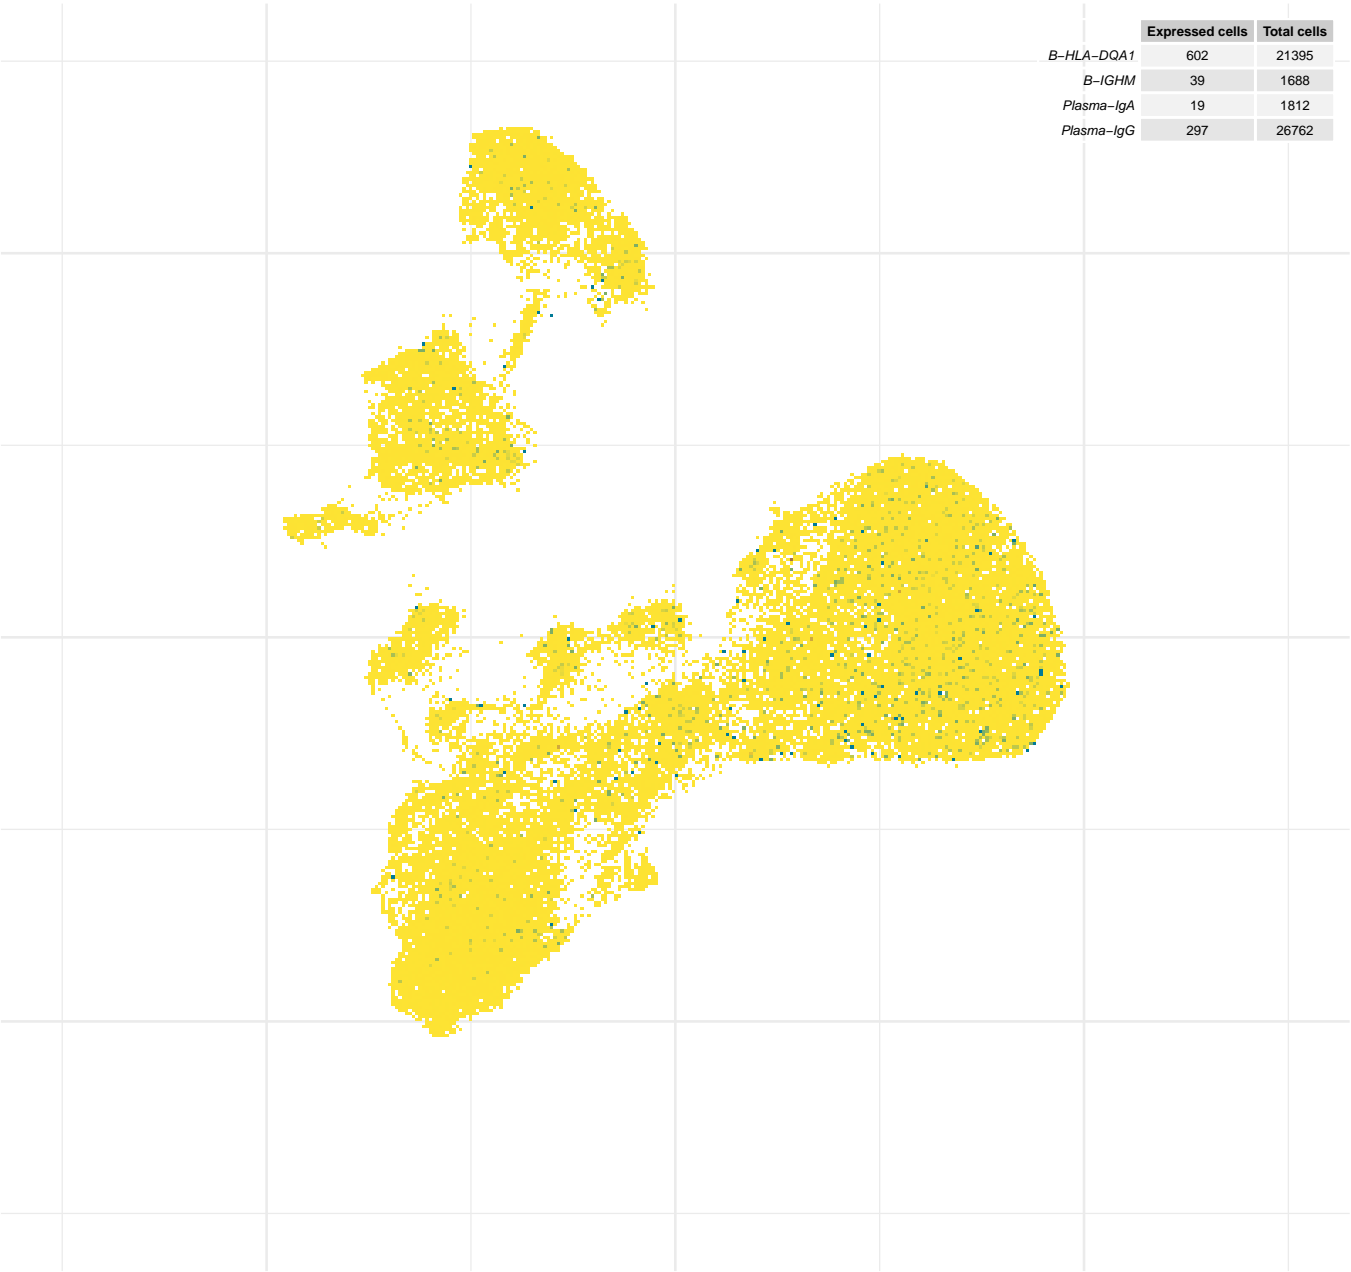 Expressed cells Total cells
B−HLA−DQA1 602 21395
B−IGHM 39 1688
Plasma−IgA 19 1812
Plasma−IgG 297 26762